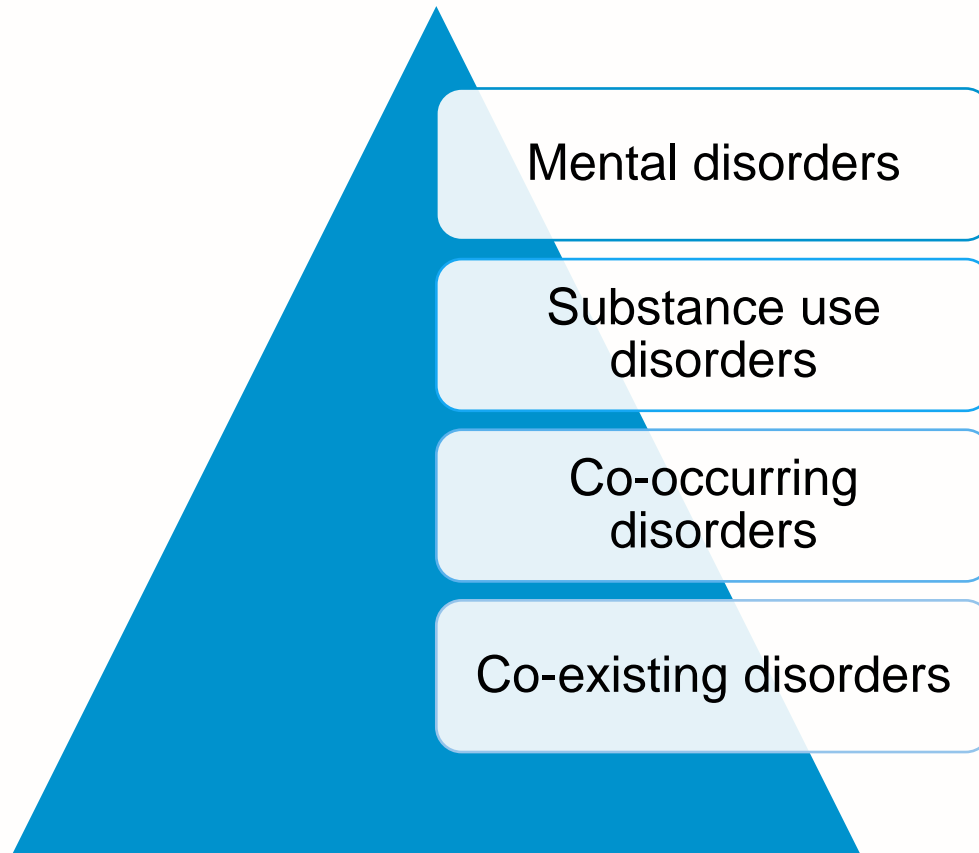 Mental disorders
Substance use
disorders
Co-occurring
disorders
Co-existing disorders